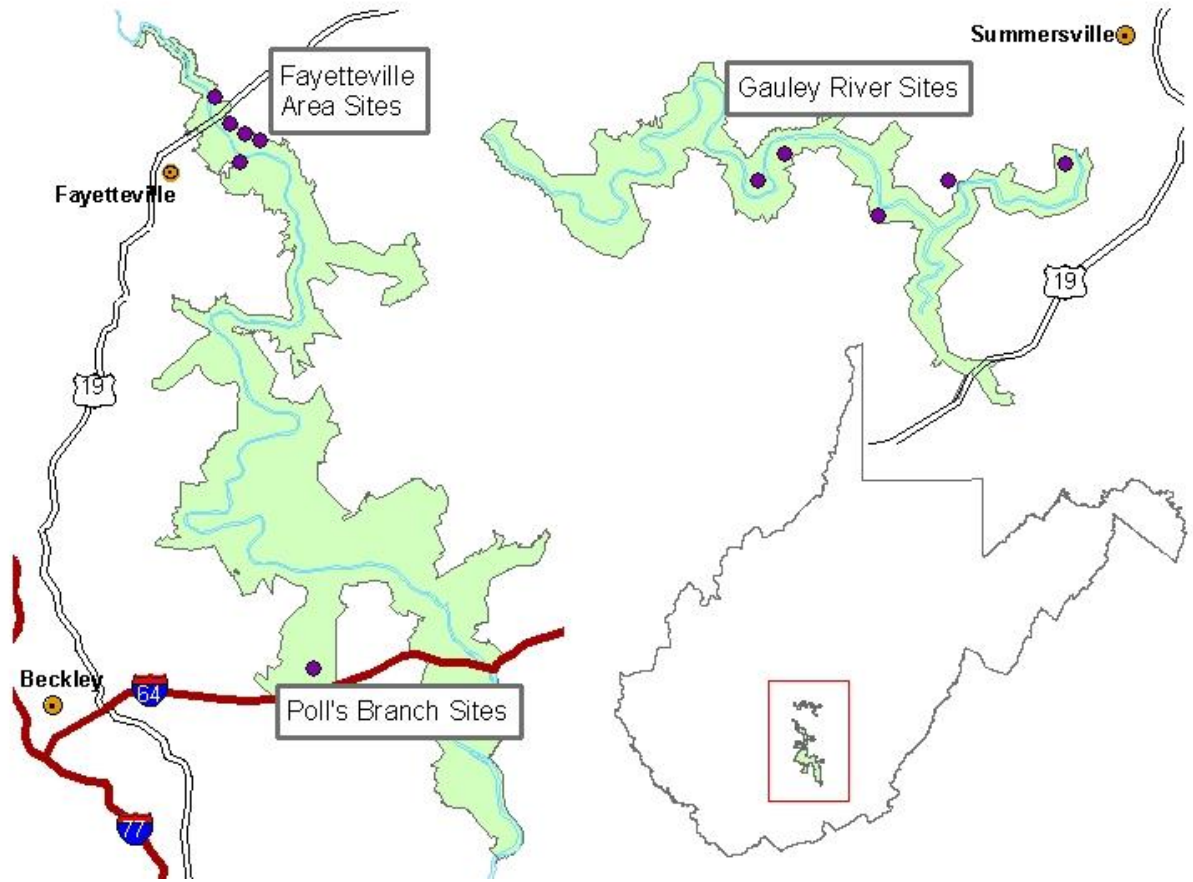 Summersville
Fayetteville
Area Sites
Gauley River Sites
Fayetteville
19
19
Beckley
64
Poll's Branch Sites
77